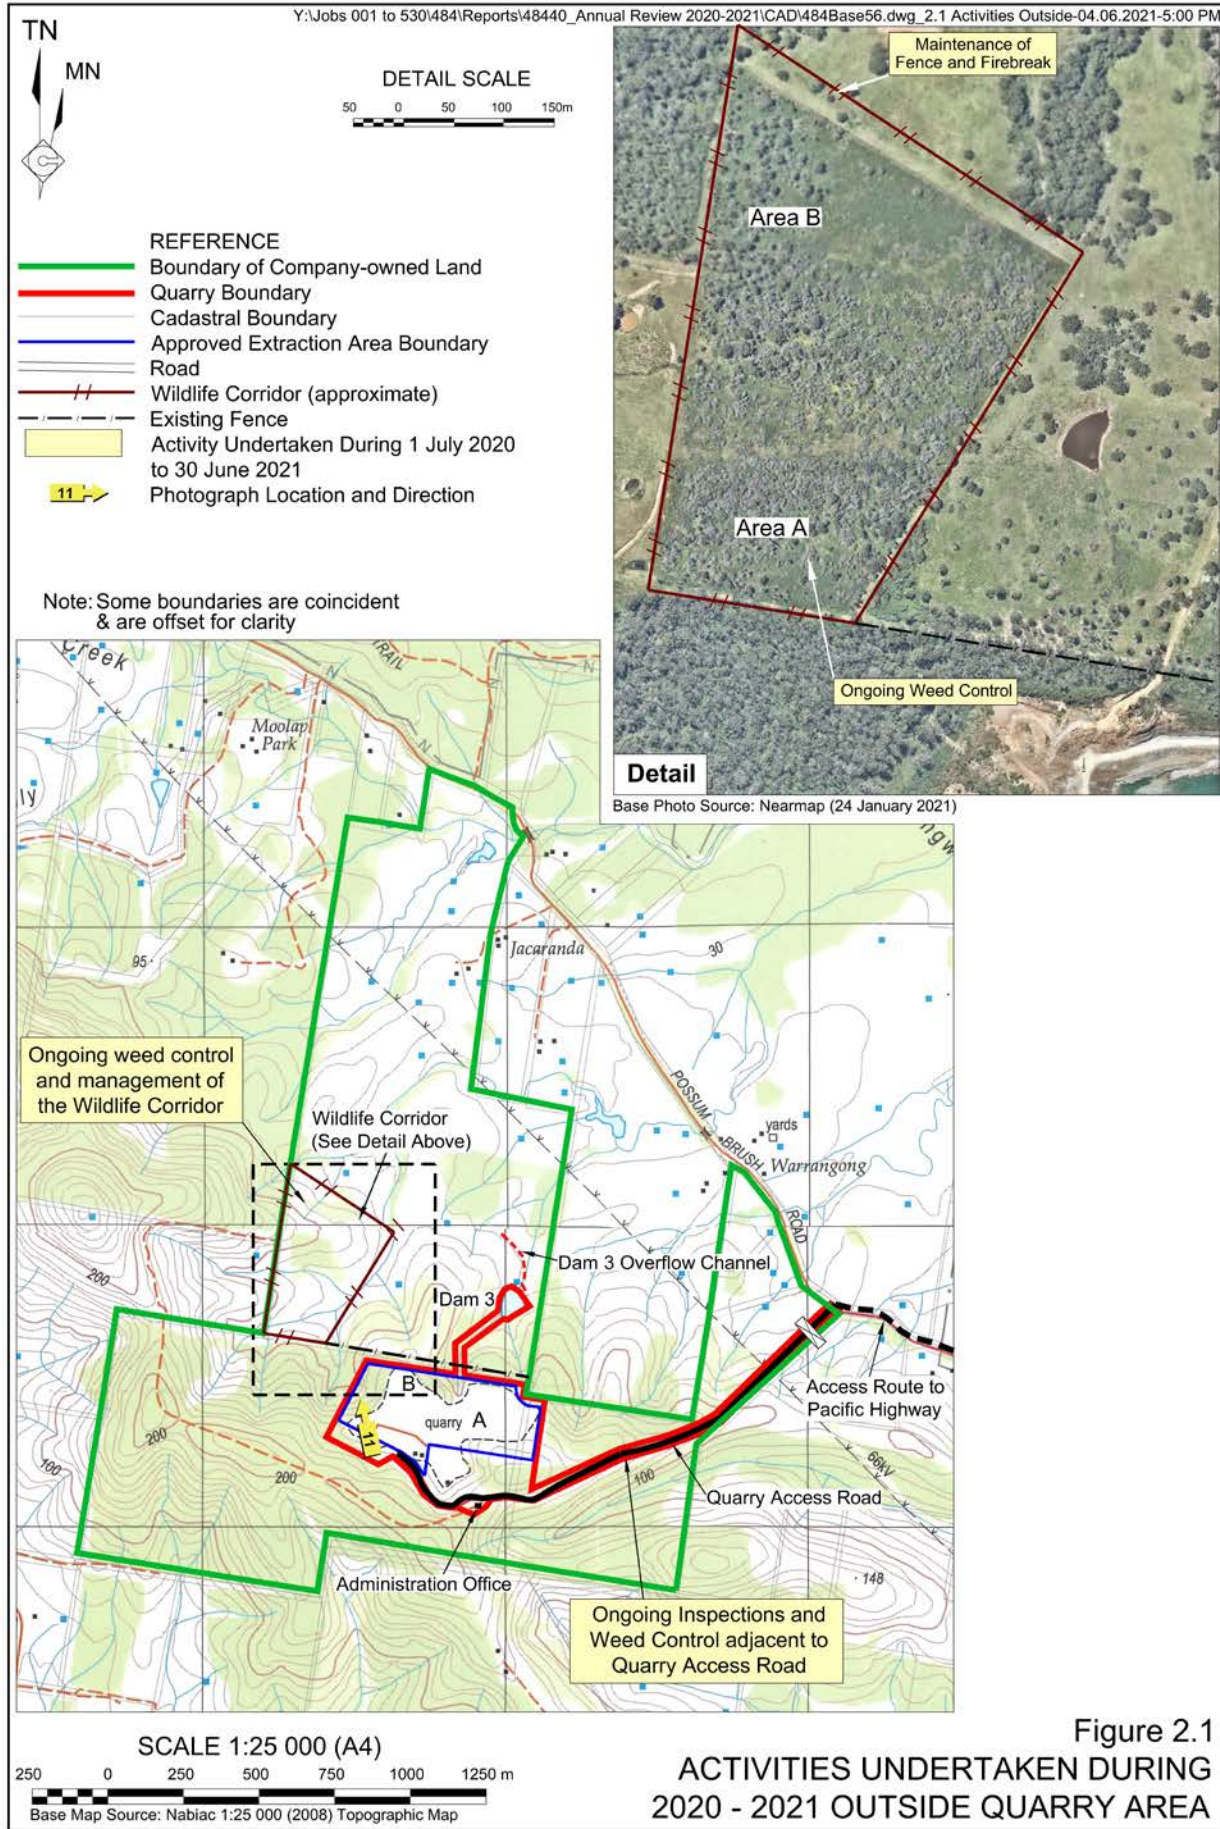 Y:\Jobs 001 to 530\484\Reports\48440_Annual Review 2020-2021\CAD\484Base56.dwg_2.1 Activities Outside-04.06.2021-5:00 PM
TN
MN
DETAIL SCALE
50 0 50 100 150m
REFERENCE
Boundary of Company-owned Land
Quarry Boundary
Cadastral Boundary
Approved Extraction Area Boundary
Road
Wildlife Corridor (approximate)
Existing Fence
Activity Undertaken During 1 July 2020
to 30 June 2021
11
Photograph Location and Direction
Note: Some boundaries are coincident
& are offset for clarity
Maintenance of
Fence and Firebreak
Area B
Area A
Ongoing Weed Control
Detail
Base Photo Source: Nearmap (24 January 2021)
Creek
TRAIL
N
N
N
N
Moolap
Park
ly
ngw
95
Jacaranda
30
Ongoing weed control
and management of
the Wildlife Corridor
Wildlife Corridor
(See Detail Above)
POSSUM
BRUSH
ROAD
yards
Warrangong
200
Dam 3 Overflow Channel
Dam 3
B
quarry A
11
Access Route to
Pacific Highway
200
100
200
100
66kV
Quarry Access Road
Administration Office
148
Ongoing Inspections and
Weed Control adjacent to
Quarry Access Road
SCALE 1:25 000 (A4)
250 0 250 500 750 1000 1250 m
Base Map Source: Nabiac 1:25 000 (2008) Topographic Map
Figure 2.1
ACTIVITIES UNDERTAKEN DURING
2020 - 2021 OUTSIDE QUARRY AREA